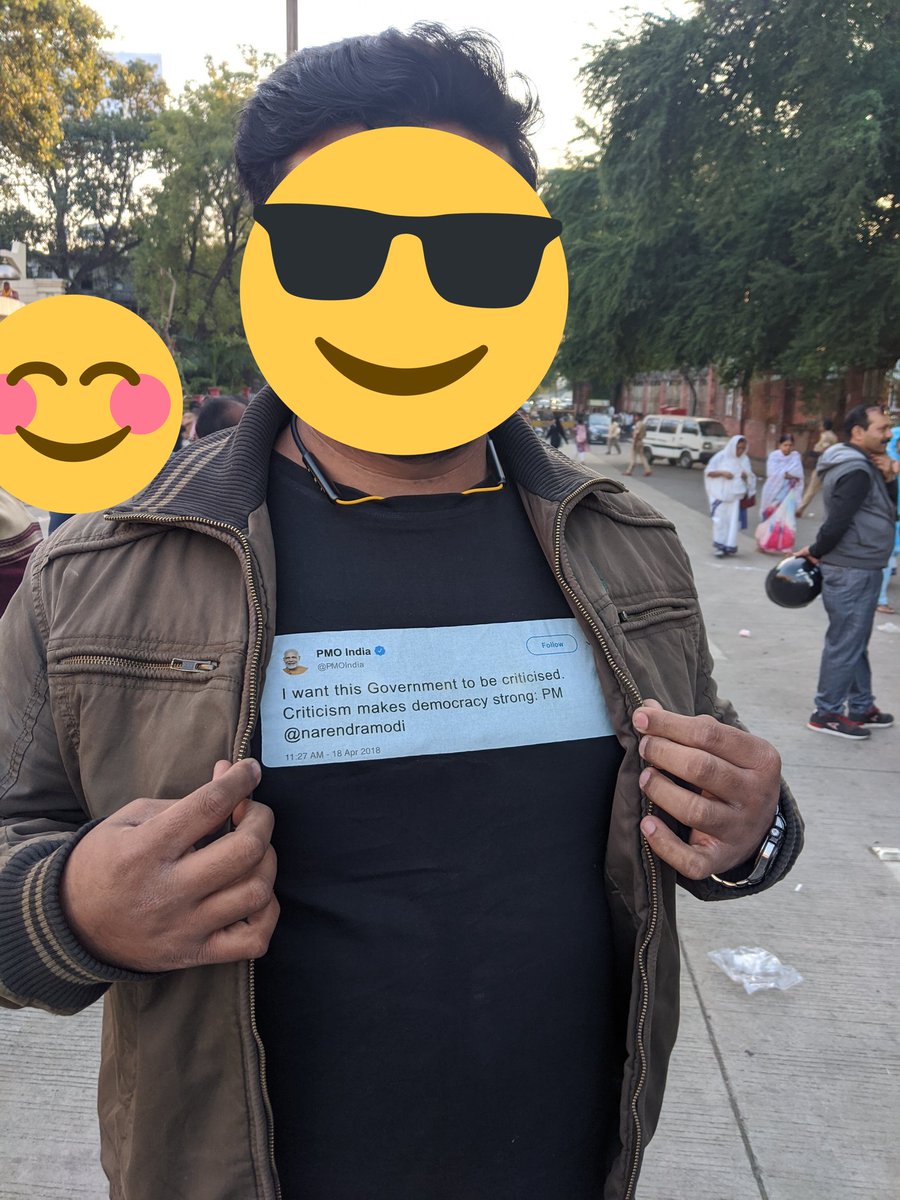 PMO India
@PMOIndia
Follow
I want this Government to be criticised.
Criticism makes democracy strong: PM
@narendramodi
11:27 AM - 18 Apr 2018